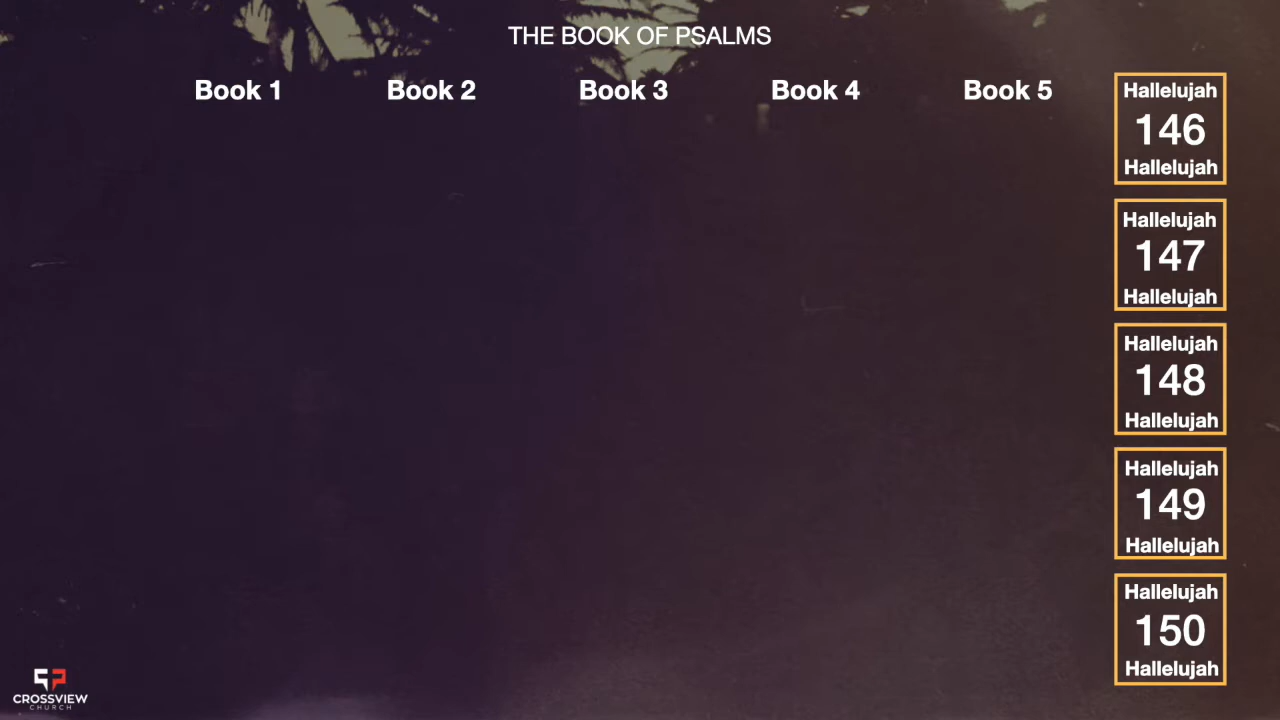 THE BOOK OF PSALMS
Book 1
Book 2
Book 3
Book 4
Book 5
Hallelujah
146
Hallelujah
Hallelujah
147
Hallelujah
Hallelujah
148
Hallelujah
Hallelujah
149
Hallelujah
Hallelujah
150
Hallelujah
CROSSVIEW
CHURCH